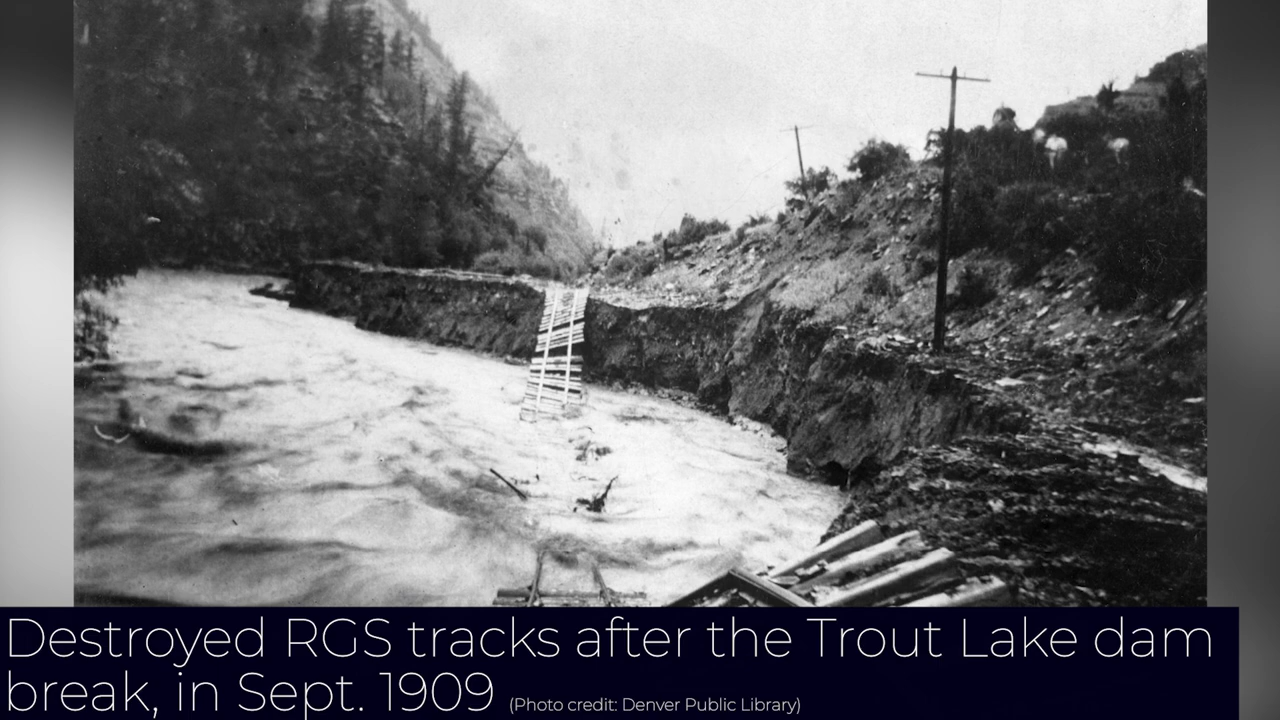 Destroyed RGS tracks after the Trout Lake dam
break, in Sept. 1909 (Photo credit: Denver Public Library)